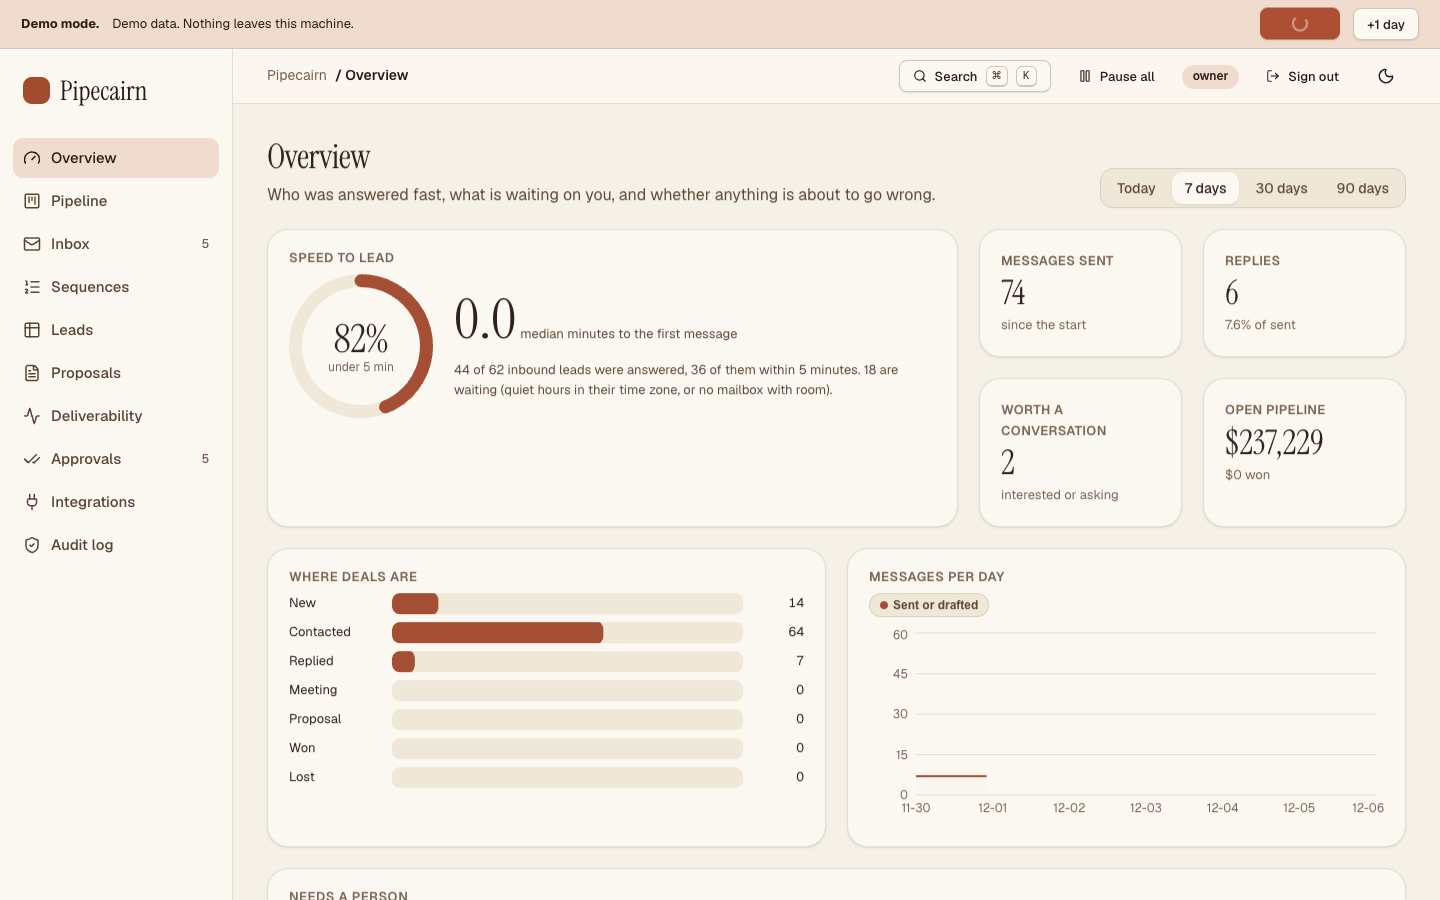 Demo mode. Demo data. Nothing leaves this machine.
+1 day
Pipecairn
Pipecairn / Overview
Search ⌘ K
Pause all
owner
Sign out
Overview
Pipeline
Inbox 5
Sequences
Leads
Proposals
Deliverability
Approvals 5
Integrations
Audit log
Overview
Who was answered fast, what is waiting on you, and whether anything is about to go wrong.
Today 7 days 30 days 90 days
SPEED TO LEAD
82%
under 5 min
0.0 median minutes to the first message
44 of 62 inbound leads were answered, 36 of them within 5 minutes. 18 are
waiting (quiet hours in their time zone, or no mailbox with room).
MESSAGES SENT
74
since the start
REPLIES
6
7.6% of sent
WORTH A
CONVERSATION
2
interested or asking
OPEN PIPELINE
$237,229
$0 won
WHERE DEALS ARE
New 14
Contacted 64
Replied 7
Meeting 0
Proposal 0
Won 0
Lost 0
MESSAGES PER DAY
Sent or drafted
60
45
30
15
0
11-30 12-01 12-02 12-03 12-04 12-05 12-06
NEEDS A PERSON